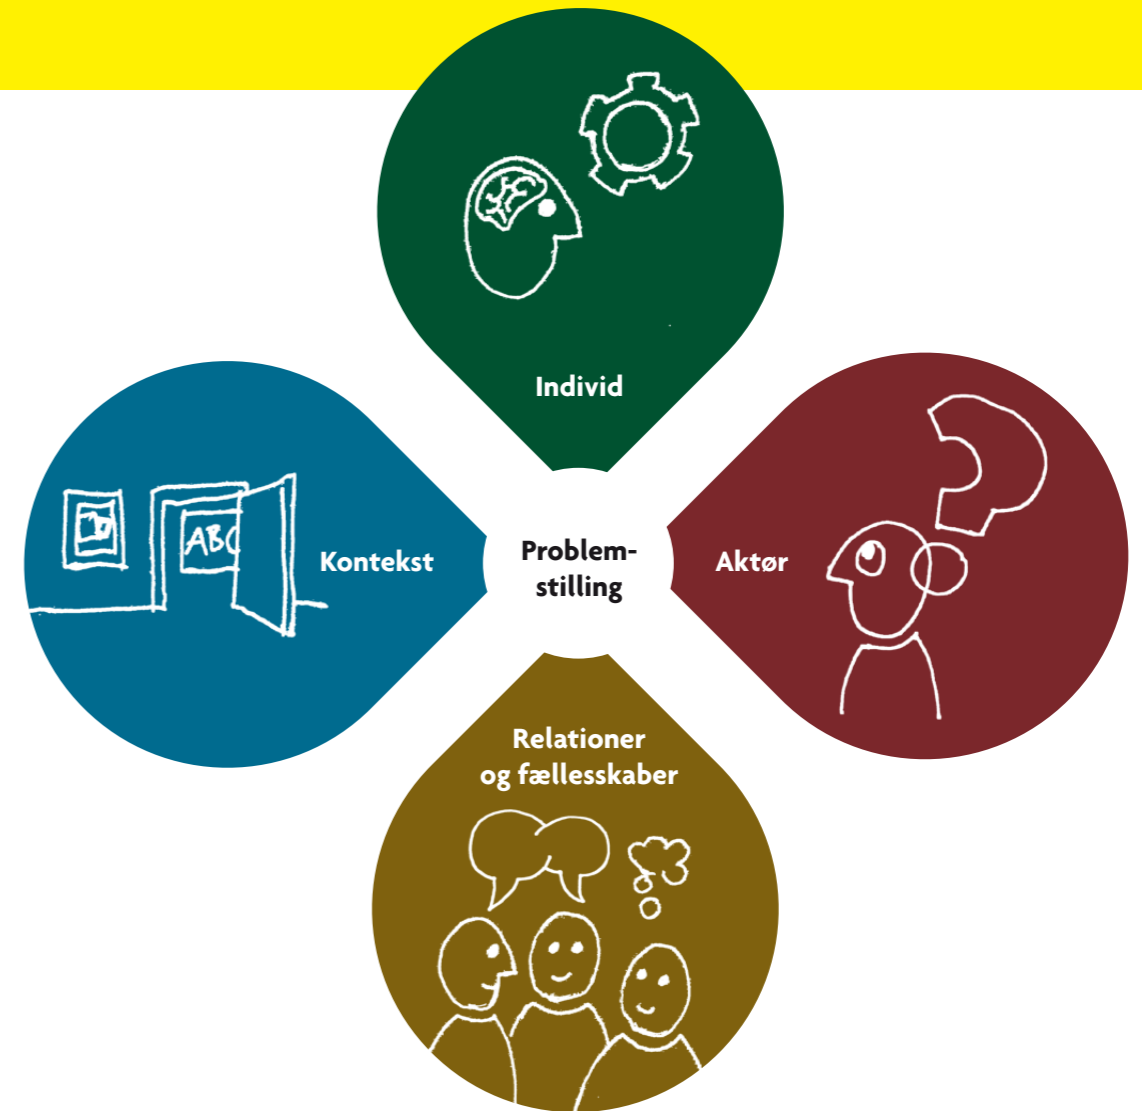 Individ
Kontekst
ABC
Problem-
stilling
Aktør
Relationer
og fællesskaber